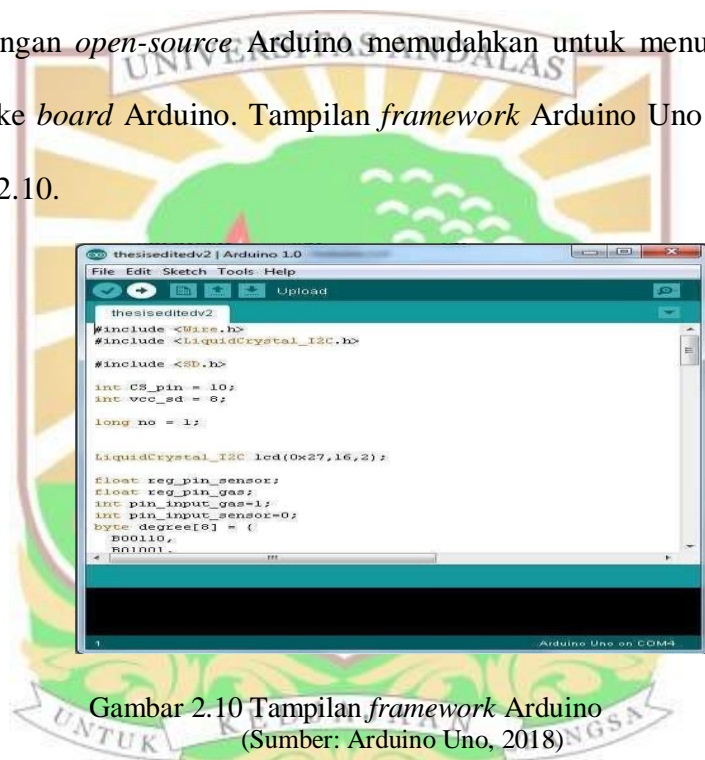 ngan open-source Arduino memudahkan untuk menu
UNIVERSITAS ANDALAS
ke board Arduino. Tampilan framework Arduino Uno
2.10.
thesiseditedv2 | Arduino 1.0
File Edit Sketch Tools Help
Upload
thesiseditedv2
#include <Wire.h>
#include <LiquidCrystal_I2C.h>
#include <SD.h>
int CS_pin = 10;
int vcc_sd = 8;
long no = 1;
LiquidCrystal_I2C lcd(0x27,16,2);
float reg_pin_sensor;
float reg_pin_gas;
int pin_input_gas=1;
int pin_input_sensor=0;
byte degree[8] = {
B00110,
B01001,
1
Arduino Uno on COM4
Gambar 2.10 Tampilan framework Arduino
(Sumber: Arduino Uno, 2018)
UNTUK BANGSA